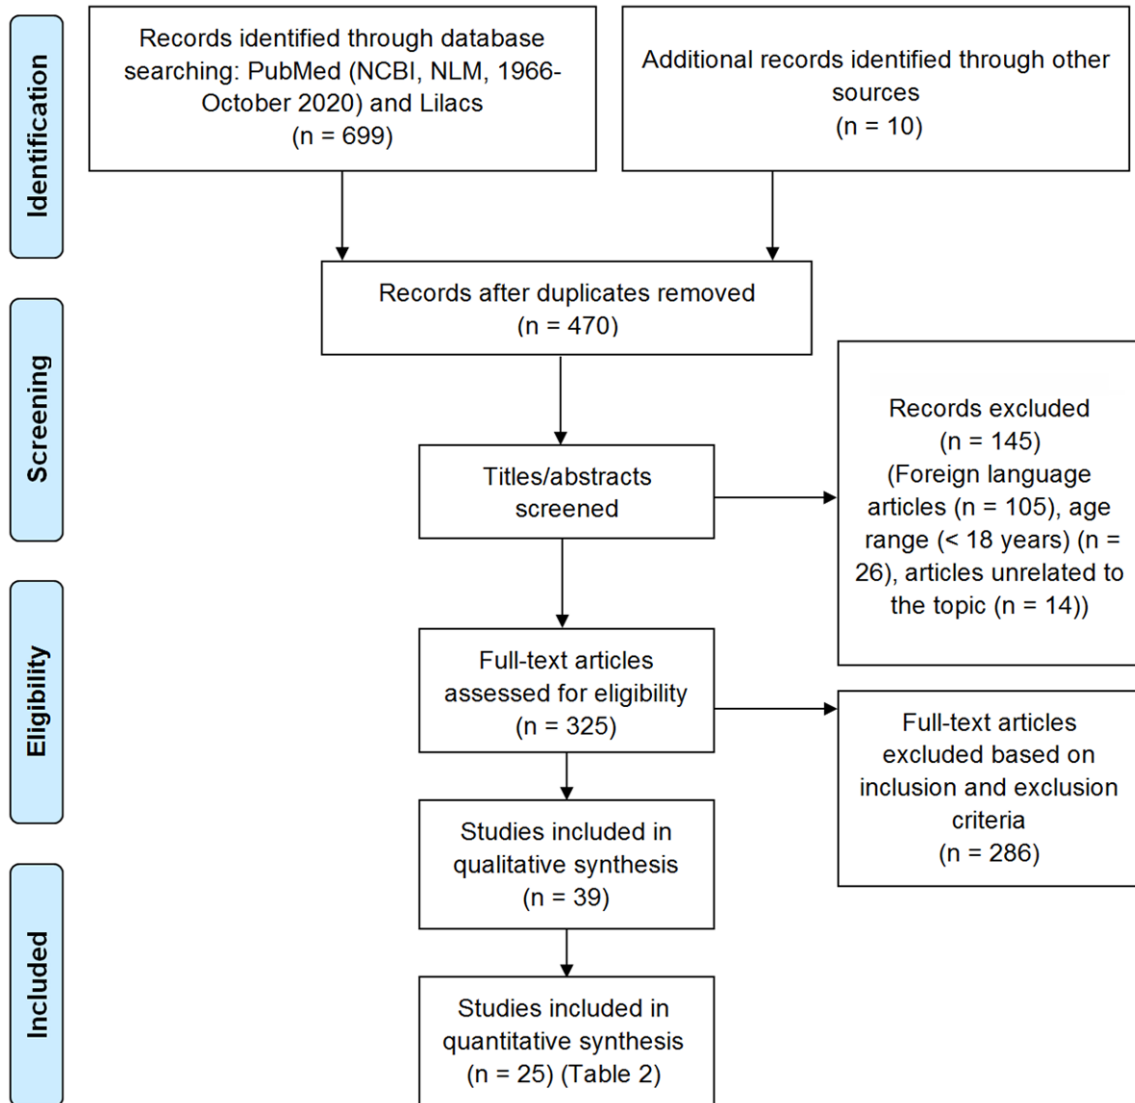 Identification
Records identified through database
searching: PubMed (NCBI, NLM, 1966-
October 2020) and Lilacs
(n = 699)
Additional records identified through other
sources
(n = 10)
Records after duplicates removed
(n = 470)
Screening
Titles/abstracts
screened
Records excluded
(n = 145)
(Foreign language
articles (n = 105), age
range (< 18 years) (n =
26), articles unrelated to
the topic (n = 14))
Eligibility
Full-text articles
assessed for eligibility
(n = 325)
Full-text articles
excluded based on
inclusion and exclusion
criteria
(n = 286)
Studies included in
qualitative synthesis
(n = 39)
Included
Studies included in
quantitative synthesis
(n = 25) (Table 2)